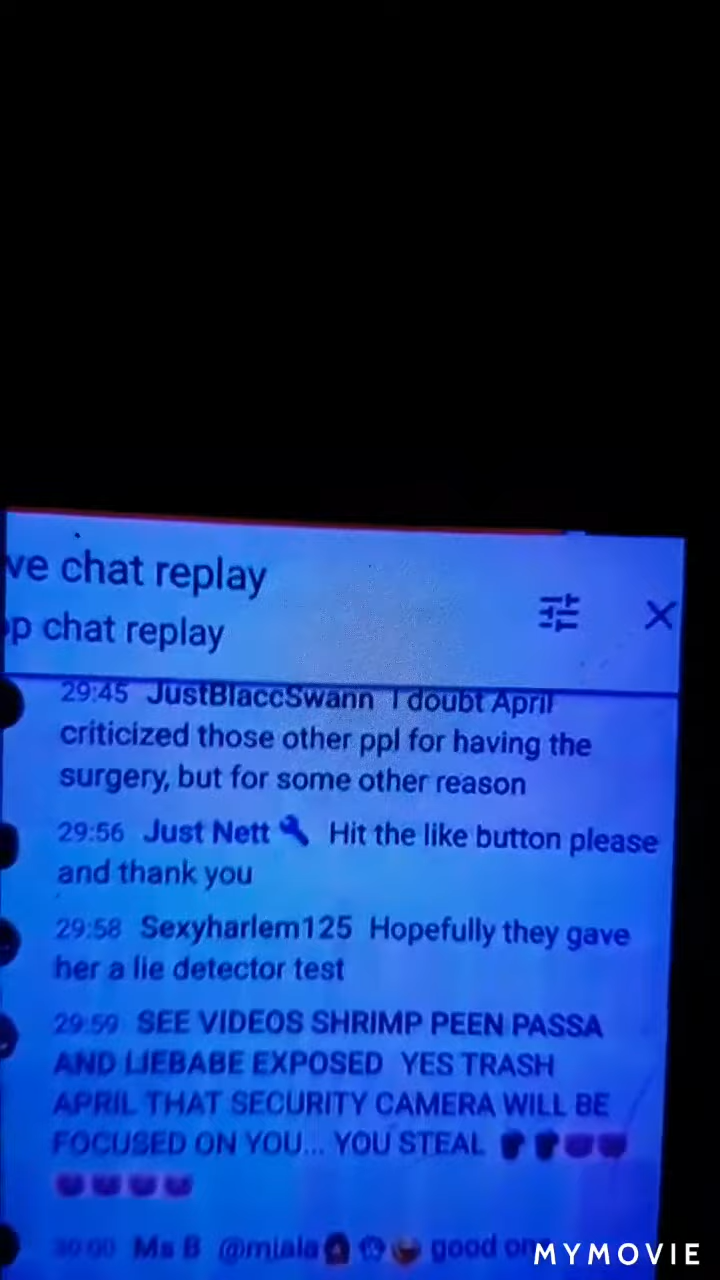 ve chat replay
p chat replay
29:45 JustBlaccSwann I doubt April
criticized those other ppl for having the
surgery, but for some other reason
29:56 Just Nett 🔧 Hit the like button please
and thank you
29:58 Sexyharlem125 Hopefully they gave
her a lie detector test
29:59 SEE VIDEOS SHRIMP PEEN PASSA
AND LIEBABE EXPOSED YES TRASH
APRIL THAT SECURITY CAMERA WILL BE
FOCUSED ON YOU... YOU STEAL
30:00 Ms B @miala good
MYMOVIE